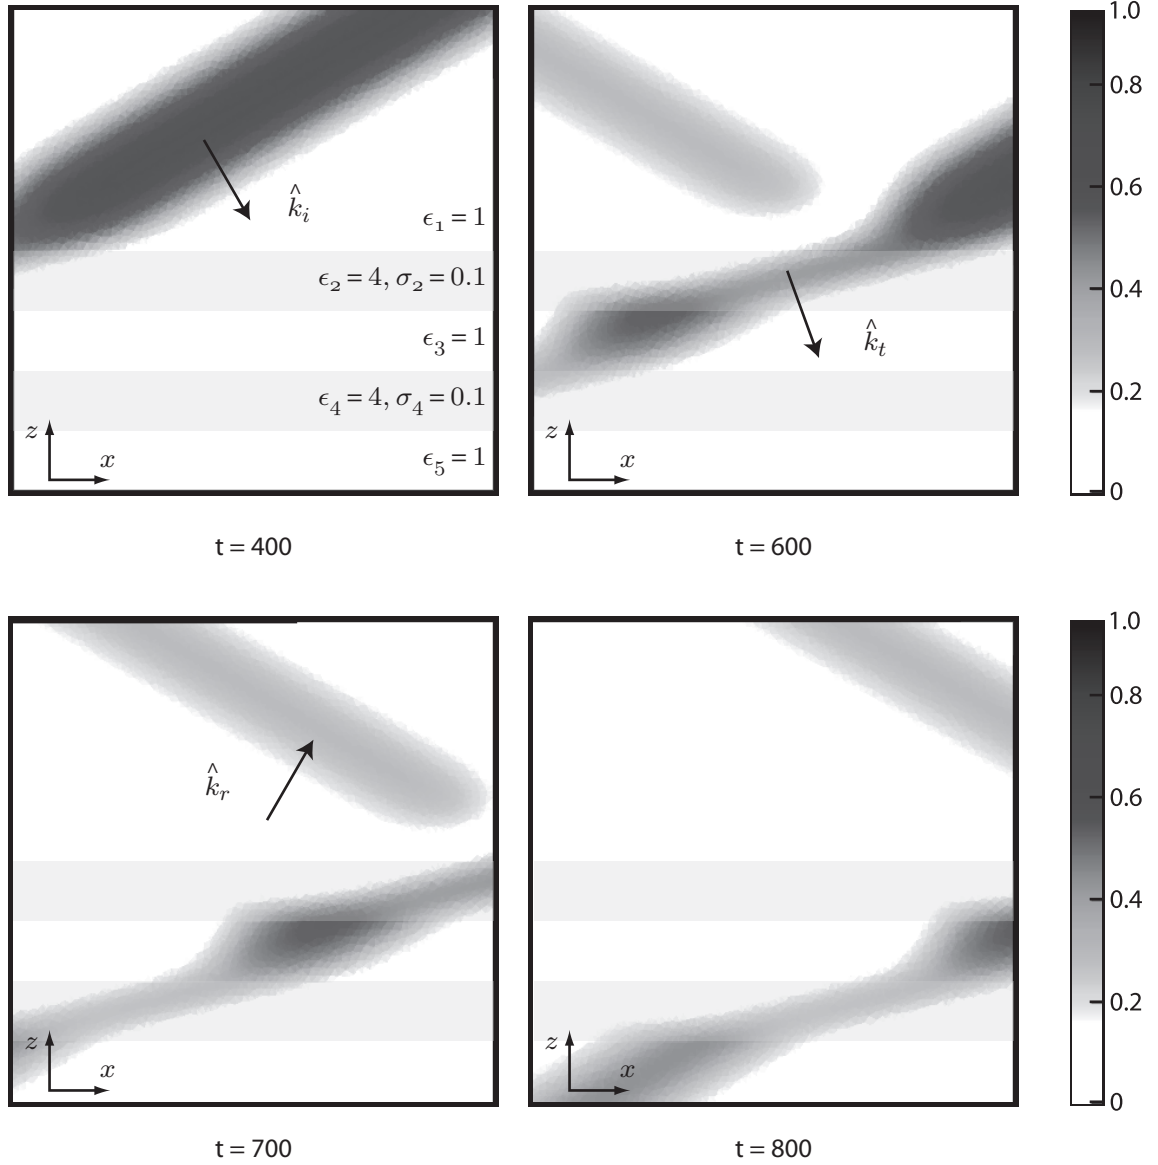 1.0
0.8
0.6
0.4
0.2
0
k̂ᵢ
ϵ₁ = 1
ϵ₂ = 4, σ₂ = 0.1
ϵ₃ = 1
ϵ₄ = 4, σ₄ = 0.1
ϵ₅ = 1
z
x
k̂ₜ
z
x
t = 400
t = 600
1.0
0.8
0.6
0.4
0.2
0
k̂ᵣ
z
x
z
x
t = 700
t = 800